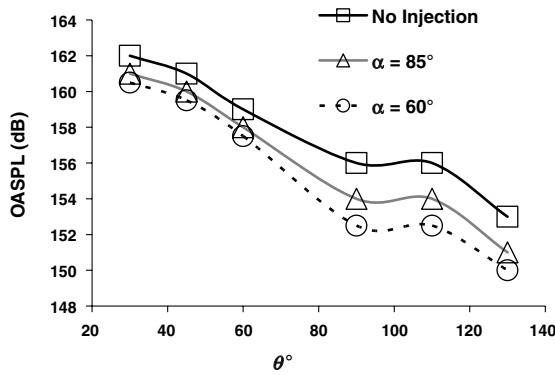 164
162
160
158
156
154
152
150
148
OASPL (dB)
No Injection
α = 85°
α = 60°
20 40 60 80 100 120 140
θ°